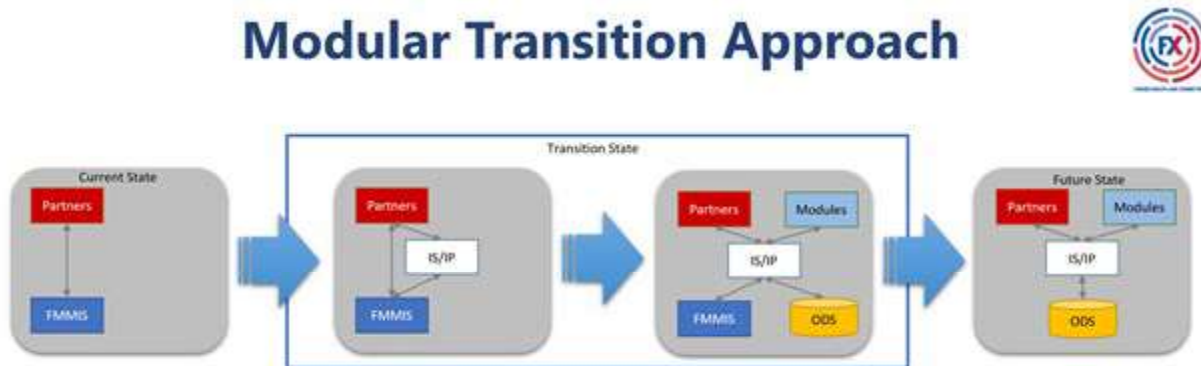 Modular Transition Approach
FX
Transition State
Current State
Partners
FMMIS
Partners
IS/IP
FMMIS
Partners
Modules
IS/IP
FMMIS
ODS
Future State
Partners
Modules
IS/IP
ODS